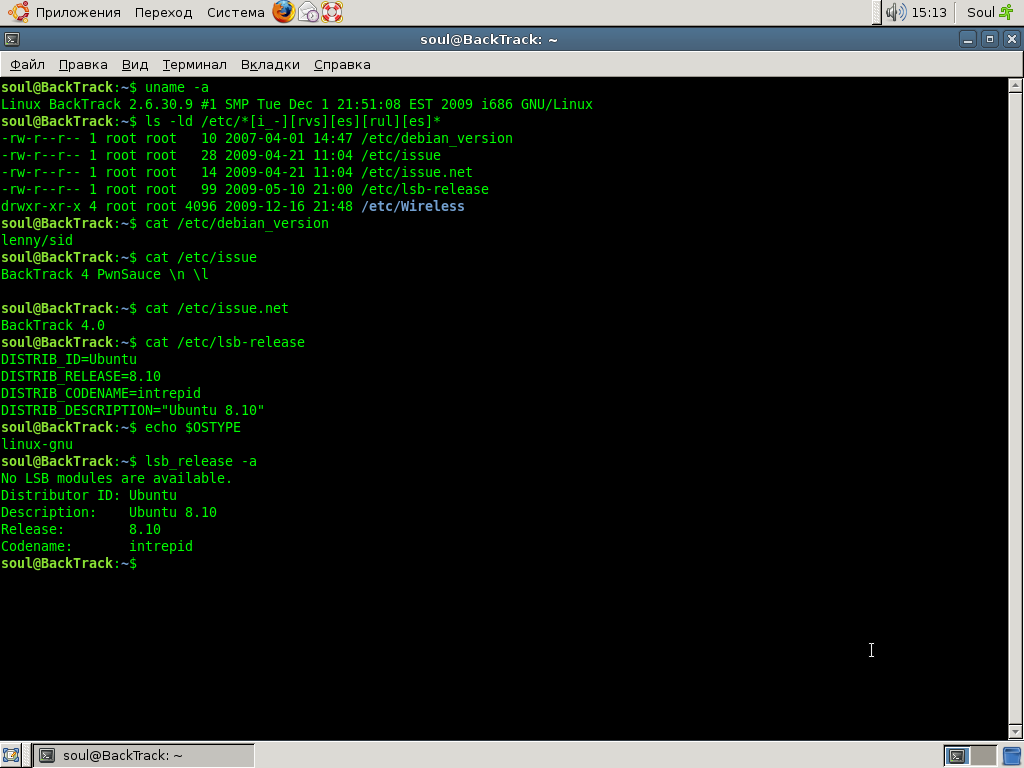 Приложения Переход Система 15:13 Soul
soul@BackTrack: ~
Файл Правка Вид Терминал Вкладки Справка
soul@BackTrack:~$ uname -a
Linux BackTrack 2.6.30.9 #1 SMP Tue Dec 1 21:51:08 EST 2009 i686 GNU/Linux
soul@BackTrack:~$ ls -ld /etc/*[i_-][rvs][es][rul][es]*
-rw-r--r-- 1 root root   10 2007-04-01 14:47 /etc/debian_version
-rw-r--r-- 1 root root   28 2009-04-21 11:04 /etc/issue
-rw-r--r-- 1 root root   14 2009-04-21 11:04 /etc/issue.net
-rw-r--r-- 1 root root   99 2009-05-10 21:00 /etc/lsb-release
drwxr-xr-x 4 root root 4096 2009-12-16 21:48 /etc/Wireless
soul@BackTrack:~$ cat /etc/debian_version
lenny/sid
soul@BackTrack:~$ cat /etc/issue
BackTrack 4 PwnSauce \n \l
soul@BackTrack:~$ cat /etc/issue.net
BackTrack 4.0
soul@BackTrack:~$ cat /etc/lsb-release
DISTRIB_ID=Ubuntu
DISTRIB_RELEASE=8.10
DISTRIB_CODENAME=intrepid
DISTRIB_DESCRIPTION="Ubuntu 8.10"
soul@BackTrack:~$ echo $OSTYPE
linux-gnu
soul@BackTrack:~$ lsb_release -a
No LSB modules are available.
Distributor ID: Ubuntu
Description:    Ubuntu 8.10
Release:        8.10
Codename:       intrepid
soul@BackTrack:~$
soul@BackTrack: ~